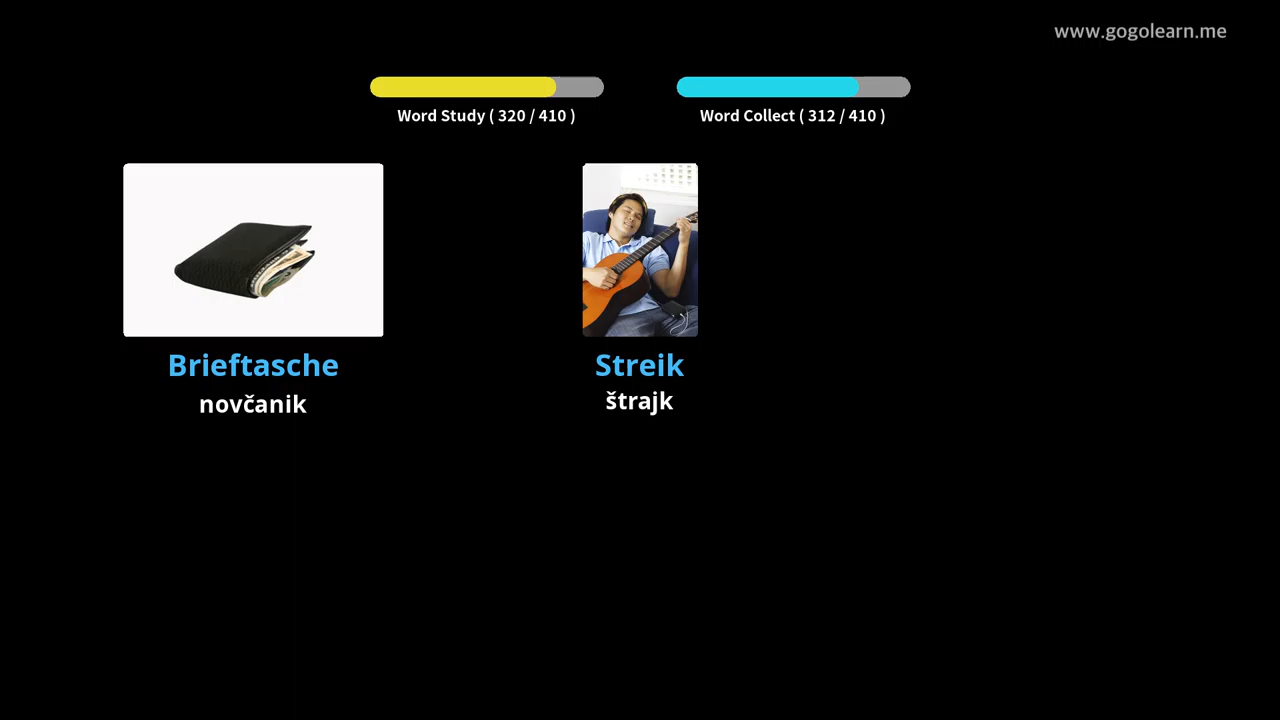 www.gogolearn.me
Word Study ( 320 / 410 )
Word Collect ( 312 / 410 )
Brieftasche
novčanik
Streik
štrajk